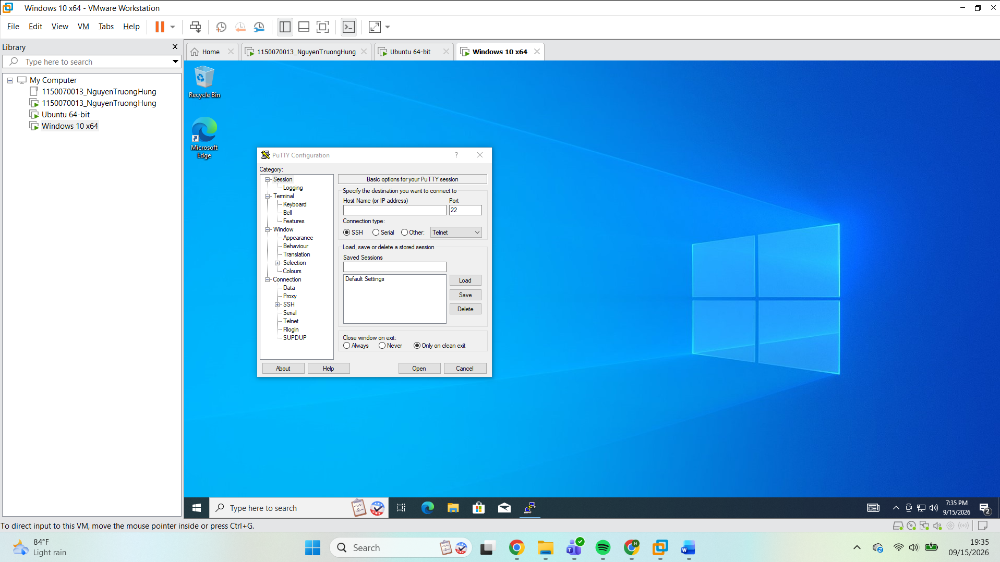 Windows 10 x64 - VMware Workstation
File Edit View VM Tabs Help
Library
Type here to search
My Computer
1150070013_NguyenTruongHung
1150070013_NguyenTruongHung
Ubuntu 64-bit
Windows 10 x64
Home 1150070013_NguyenTruongHung Ubuntu 64-bit Windows 10 x64
Recycle Bin
Microsoft
Edge
PuTTY Configuration ?
Category:
Session
Logging
Terminal
Keyboard
Bell
Features
Window
Appearance
Behaviour
Translation
Selection
Colours
Connection
Data
Proxy
SSH
Serial
Telnet
Rlogin
SUPDUP
Basic options for your PuTTY session
Specify the destination you want to connect to
Host Name (or IP address) Port
22
Connection type:
SSH Serial Other: Telnet
Load, save or delete a stored session
Saved Sessions
Default Settings
Load
Save
Delete
Close window on exit:
Always Never Only on clean exit
About Help Open Cancel
Type here to search
7:35 PM
9/15/2026
2
To direct input to this VM, move the mouse pointer inside or press Ctrl+G.
84°F
Light rain
Search
H
W
19:35
09/15/2026